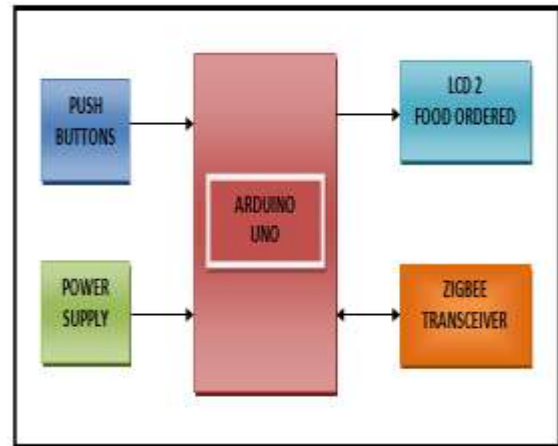 PUSH
BUTTONS
LCD 2
FOOD ORDERED
ARDUINO
UNO
POWER
SUPPLY
ZIGBEE
TRANSCEIVER